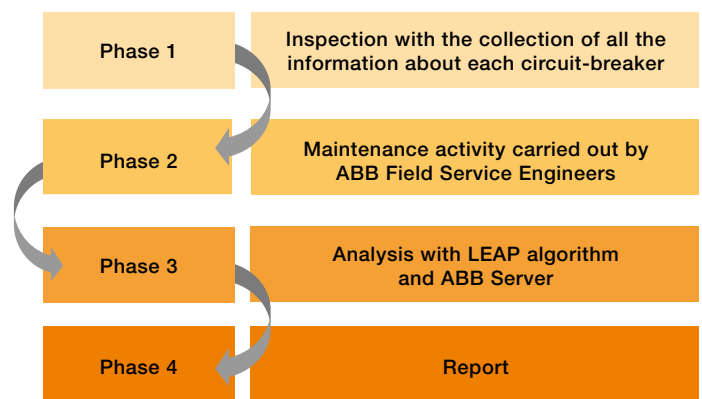 Phase 1
Inspection with the collection of all the
information about each circuit-breaker
Phase 2
Maintenance activity carried out by
ABB Field Service Engineers
Phase 3
Analysis with LEAP algorithm
and ABB Server
Phase 4
Report